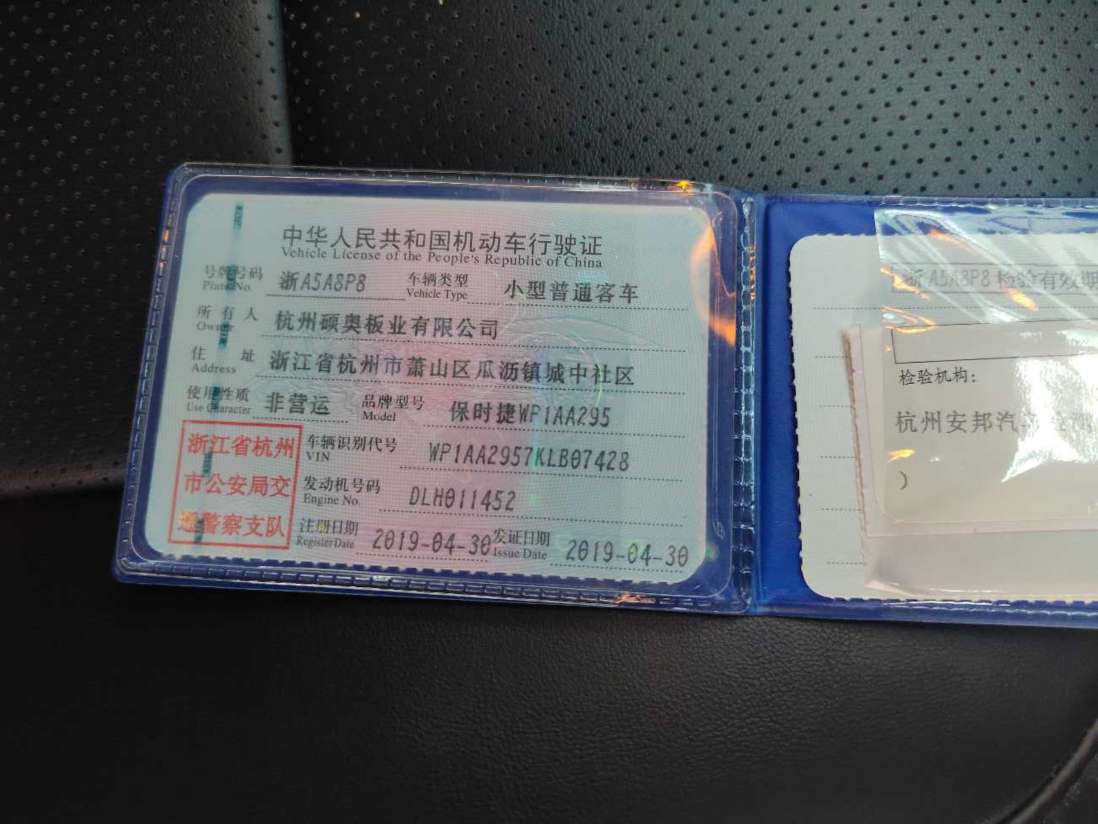 中华人民共和国机动车行驶证
Vehicle License of the People's Republic of China
号牌号码 浙A5A8P8 车辆类型 小型普通客车
Plate No. Vehicle Type
所有人 杭州硕奥板业有限公司
Owner
住址 浙江省杭州市萧山区瓜沥镇城中社区
Address
使用性质 非营运 品牌型号 保时捷WP1AA295
Use Character Model
浙江省杭州
市公安局交
通警察支队
车辆识别代号 WP1AA2957KLB07428
VIN
发动机号码 DLH011452
Engine No.
注册日期 2019-04-30 发证日期 2019-04-30
Register Date Issue Date
浙A5A8P8 检验有效期
检验机构：
杭州安邦汽
）